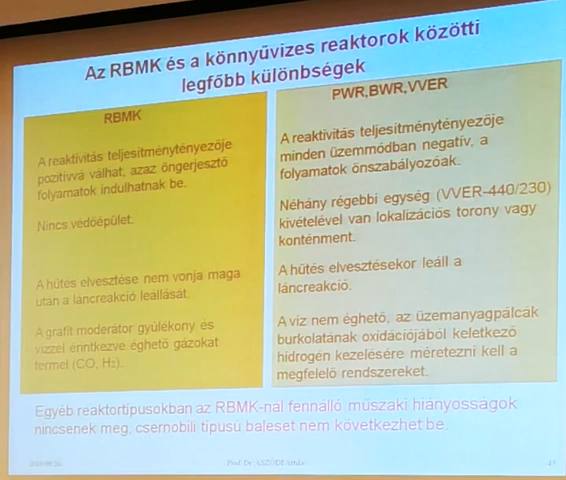 Az RBMK és a könnyűvizes reaktorok közötti
legfőbb különbségek
RBMK
A reaktivitás teljesítménytényezője
pozitívvá válhat, azaz öngerjesztő
folyamatok indulhatnak be.
Nincs védőépület.
A hűtés elvesztése nem vonja maga
után a láncreakció leállását.
A grafit moderátor gyúlékony és
vízzel érintkezve éghető gázokat
termel (CO, H₂).
PWR,BWR,VVER
A reaktivitás teljesítménytényezője
minden üzemmódban negatív, a
folyamatok önszabályozóak.
Néhány régebbi egység (VVER-440/230)
kivételével van lokalizációs torony vagy
konténment.
A hűtés elvesztésekor leáll a
láncreakció.
A víz nem éghető, az üzemanyagpálcák
burkolatának oxidációjából keletkező
hidrogén kezelésére méretezni kell a
megfelelő rendszereket.
Egyéb reaktortípusokban az RBMK-nál fennálló műszaki hiányosságok
nincsenek meg, csernobili típusú baleset nem következhet be.
Prof. Dr. ASZÓDI Attila